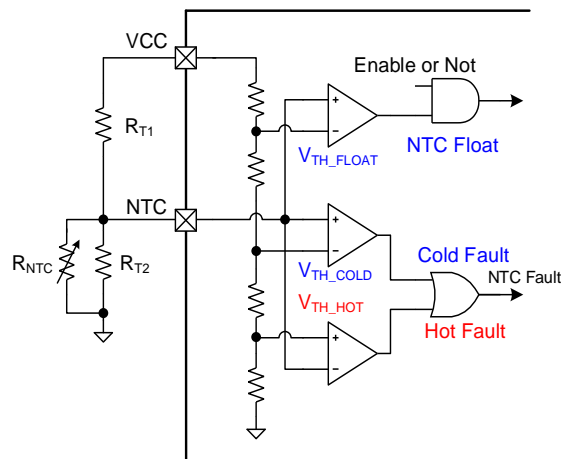 VCC
Enable or Not
R_T1
V_TH_FLOAT
NTC Float
NTC
R_NTC
R_T2
V_TH_COLD
Cold Fault
V_TH_HOT
NTC Fault
Hot Fault
+
−
+
−
+
−